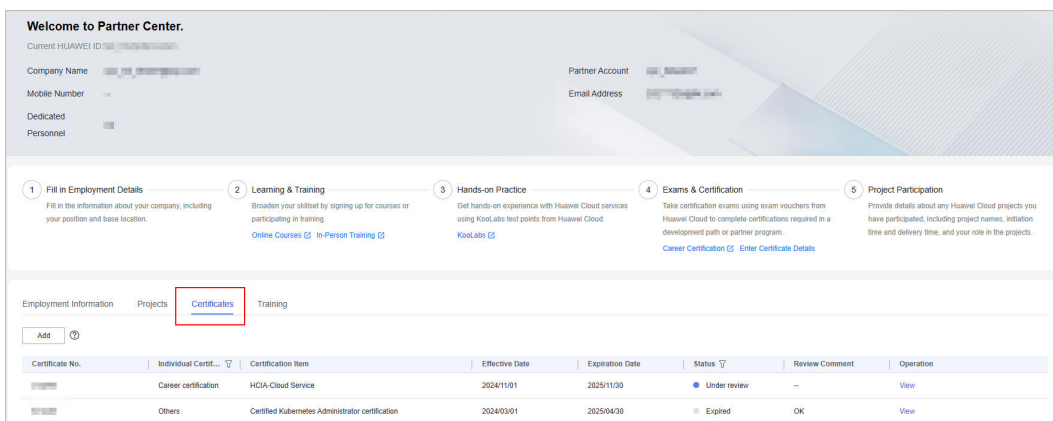 Welcome to Partner Center.
Current HUAWEI ID:
Company Name
Partner Account
Mobile Number
Email Address
Dedicated
Personnel
1 Fill in Employment Details
Fill in the information about your company, including
your position and base location.
2 Learning & Training
Broaden your skillset by signing up for courses or
participating in training.
Online Courses In-Person Training
3 Hands-on Practice
Get hands-on experience with Huawei Cloud services
using KooLabs test points from Huawei Cloud
KooLabs
4 Exams & Certification
Take certification exams using exam vouchers from
Huawei Cloud to complete certifications required in a
development path or partner program.
Career Certification Enter Certificate Details
5 Project Participation
Provide details about any Huawei Cloud projects you
have participated, including project names, initiation
time and delivery time, and your role in the projects.
Employment Information Projects Certificates Training
Add ?
Certificate No. Individual Certif... Certification Item Effective Date Expiration Date Status Review Comment Operation
Career certification HCIA-Cloud Service 2024/11/01 2025/11/30 Under review -- View
Others Certified Kubernetes Administrator certification 2024/03/01 2025/04/30 Expired OK View